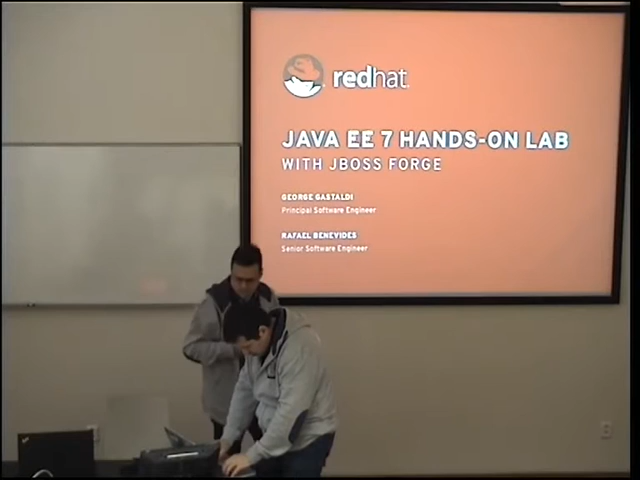 redhat.
JAVA EE 7 HANDS-ON LAB
WITH JBOSS FORGE
GEORGE GASTALDI
Principal Software Engineer
RAFAEL BENEVIDES
Senior Software Engineer